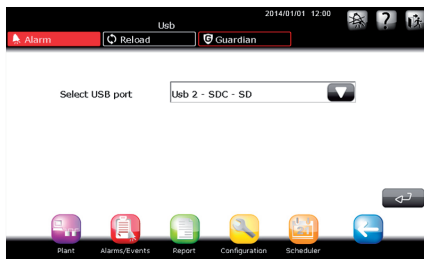 Usb
2014/01/01 12:00
Alarm
Reload
Guardian
Select USB port
Usb 2 - SDC - SD
Plant
Alarms/Events
Report
Configuration
Scheduler